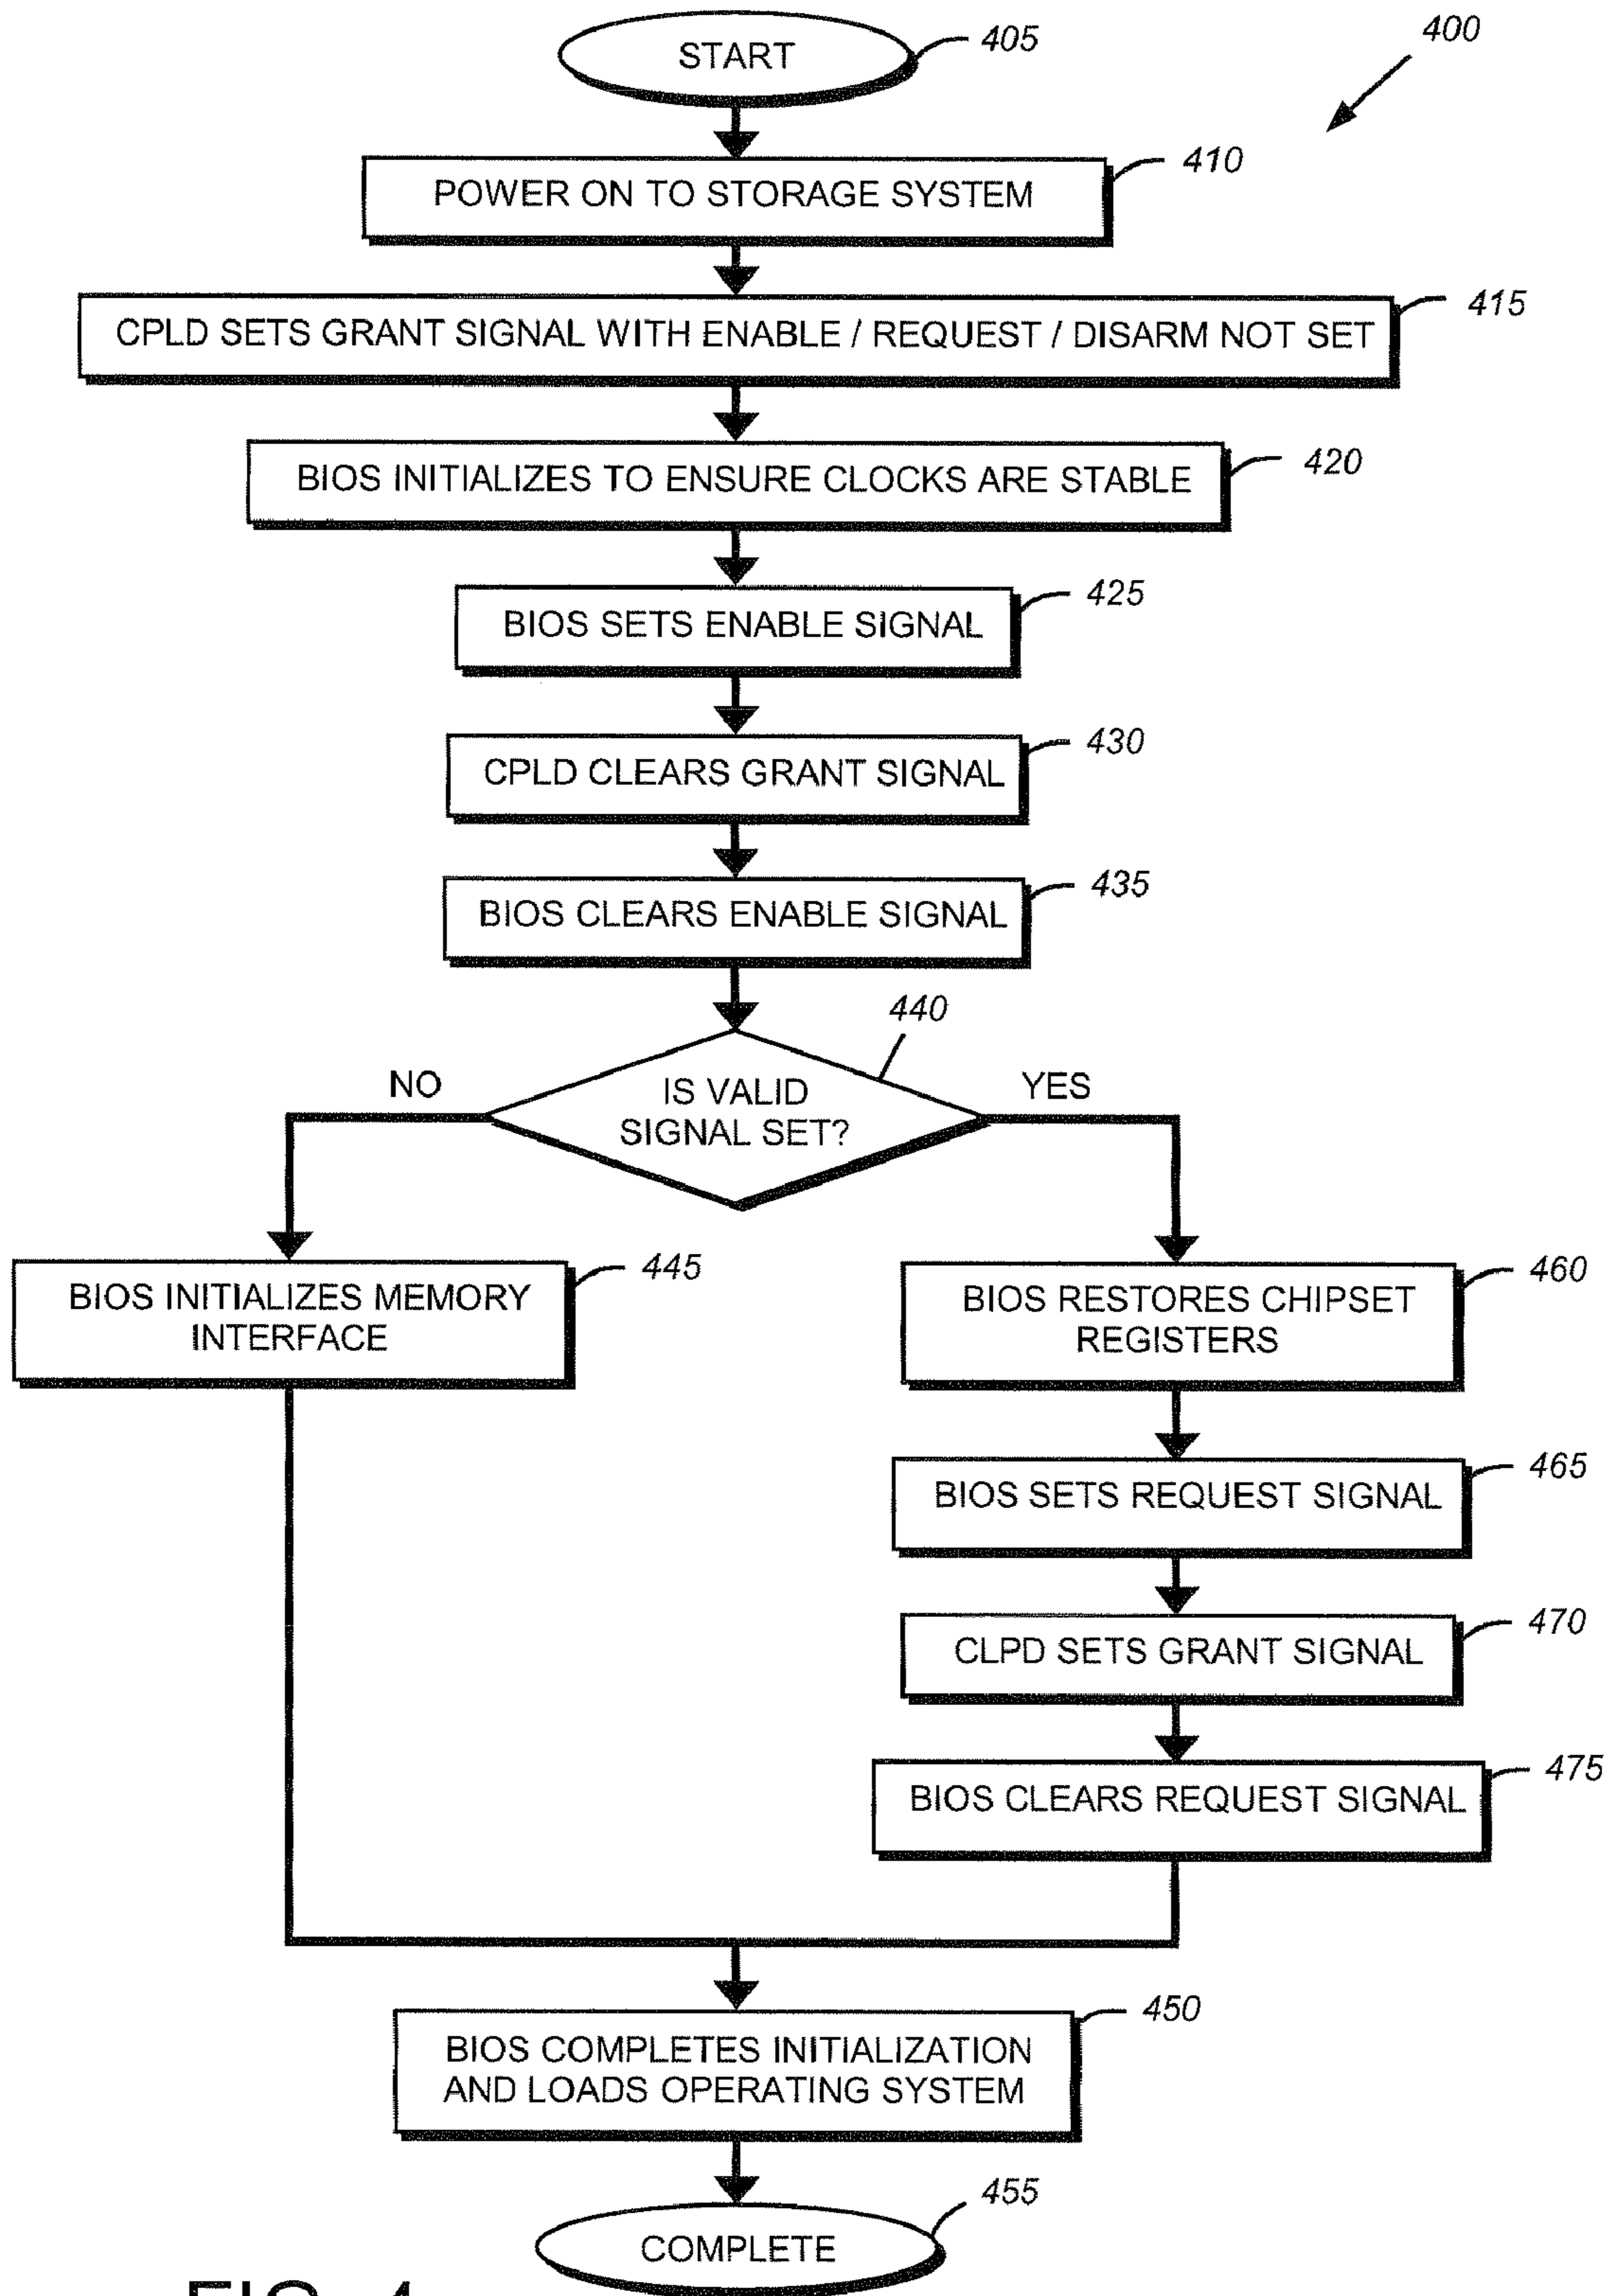 START
405
400
POWER ON TO STORAGE SYSTEM
410
CPLD SETS GRANT SIGNAL WITH ENABLE / REQUEST / DISARM NOT SET
415
BIOS INITIALIZES TO ENSURE CLOCKS ARE STABLE
420
BIOS SETS ENABLE SIGNAL
425
CPLD CLEARS GRANT SIGNAL
430
BIOS CLEARS ENABLE SIGNAL
435
440
NO
IS VALID
SIGNAL SET?
YES
BIOS INITIALIZES MEMORY
INTERFACE
445
BIOS RESTORES CHIPSET
REGISTERS
460
BIOS SETS REQUEST SIGNAL
465
CLPD SETS GRANT SIGNAL
470
BIOS CLEARS REQUEST SIGNAL
475
BIOS COMPLETES INITIALIZATION
AND LOADS OPERATING SYSTEM
450
COMPLETE
455
FIG. 4